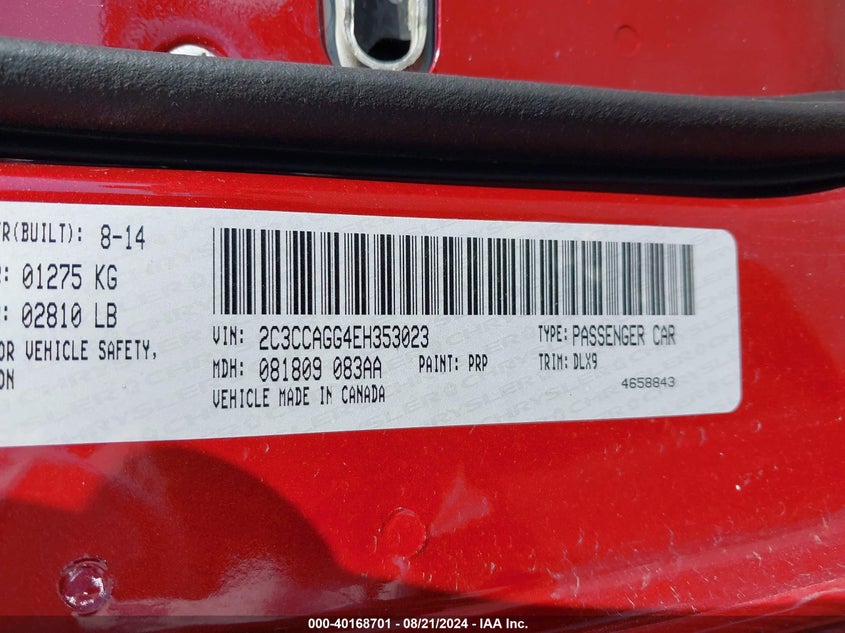 TR(BUILT): 8-14
: 01275 KG
: 02810 LB
OR VEHICLE SAFETY,
ON
VIN: 2C3CCAGG4EH353023 TYPE: PASSENGER CAR
MDH: 081809 083AA PAINT: PRP TRIM: DLX9
VEHICLE MADE IN CANADA 4658843
000-40168701 - 08/21/2024 - IAA Inc.